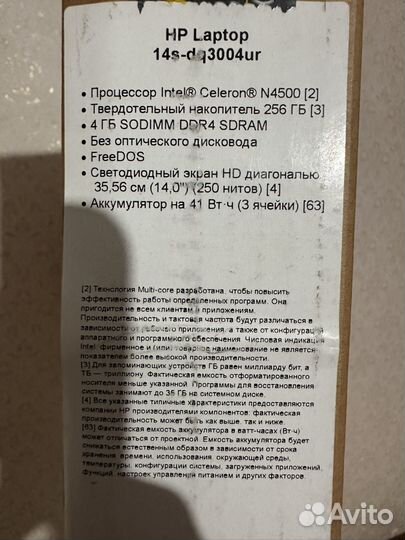 HP Laptop
14s-dq3004ur
• Процессор Intel® Celeron® N4500 [2]
• Твердотельный накопитель 256 ГБ [3]
• 4 ГБ SODIMM DDR4 SDRAM
• Без оптического дисковода
• FreeDOS
• Светодиодный экран HD диагональю
35,56 см (14,0") (250 нитов) [4]
• Аккумулятор на 41 Вт·ч (3 ячейки) [63]
[2] Технология Multi-core разработана, чтобы повысить
эффективность работы определенных программ. Она
пригодится не всем клиентам и приложениям.
Производительность и тактовая частота будут различаться в
зависимости от рабочего приложения, а также от конфигурации
аппаратного и программного обеспечения. Числовая индикация
Intel, фирменное и (или) товарное наименование не является
показателем более высокой производительности.
[3] Для запоминающих устройств ГБ равен миллиарду бит, а
ТБ — триллиону. Фактическая емкость отформатированного
носителя меньше указанной. Программы для восстановления
системы занимают до 35 ГБ на системном диске.
[4] Все указанные типичные характеристики предоставляются
компании HP производителями компонентов: фактическая
производительность может быть как выше, так и ниже.
[63] Фактическая емкость аккумулятора в ватт-часах (Вт·ч)
может отличаться от проектной. Емкость аккумулятора будет
снижаться естественным образом в зависимости от срока
хранения, времени, использования, окружающей среды,
температуры, конфигурации системы, загруженных приложений,
функций, настроек управления питанием и других факторов.
Avito